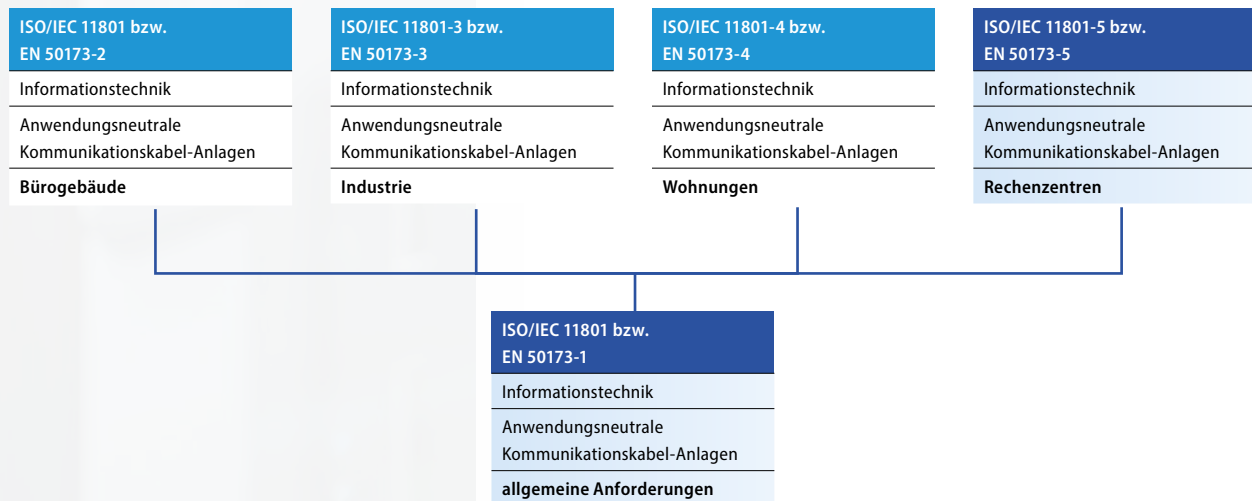 ISO/IEC 11801 bzw.
EN 50173-2
Informationstechnik
Anwendungsneutrale
Kommunikationskabel-Anlagen
Bürogebäude
ISO/IEC 11801-3 bzw.
EN 50173-3
Informationstechnik
Anwendungsneutrale
Kommunikationskabel-Anlagen
Industrie
ISO/IEC 11801-4 bzw.
EN 50173-4
Informationstechnik
Anwendungsneutrale
Kommunikationskabel-Anlagen
Wohnungen
ISO/IEC 11801-5 bzw.
EN 50173-5
Informationstechnik
Anwendungsneutrale
Kommunikationskabel-Anlagen
Rechenzentren
ISO/IEC 11801 bzw.
EN 50173-1
Informationstechnik
Anwendungsneutrale
Kommunikationskabel-Anlagen
allgemeine Anforderungen